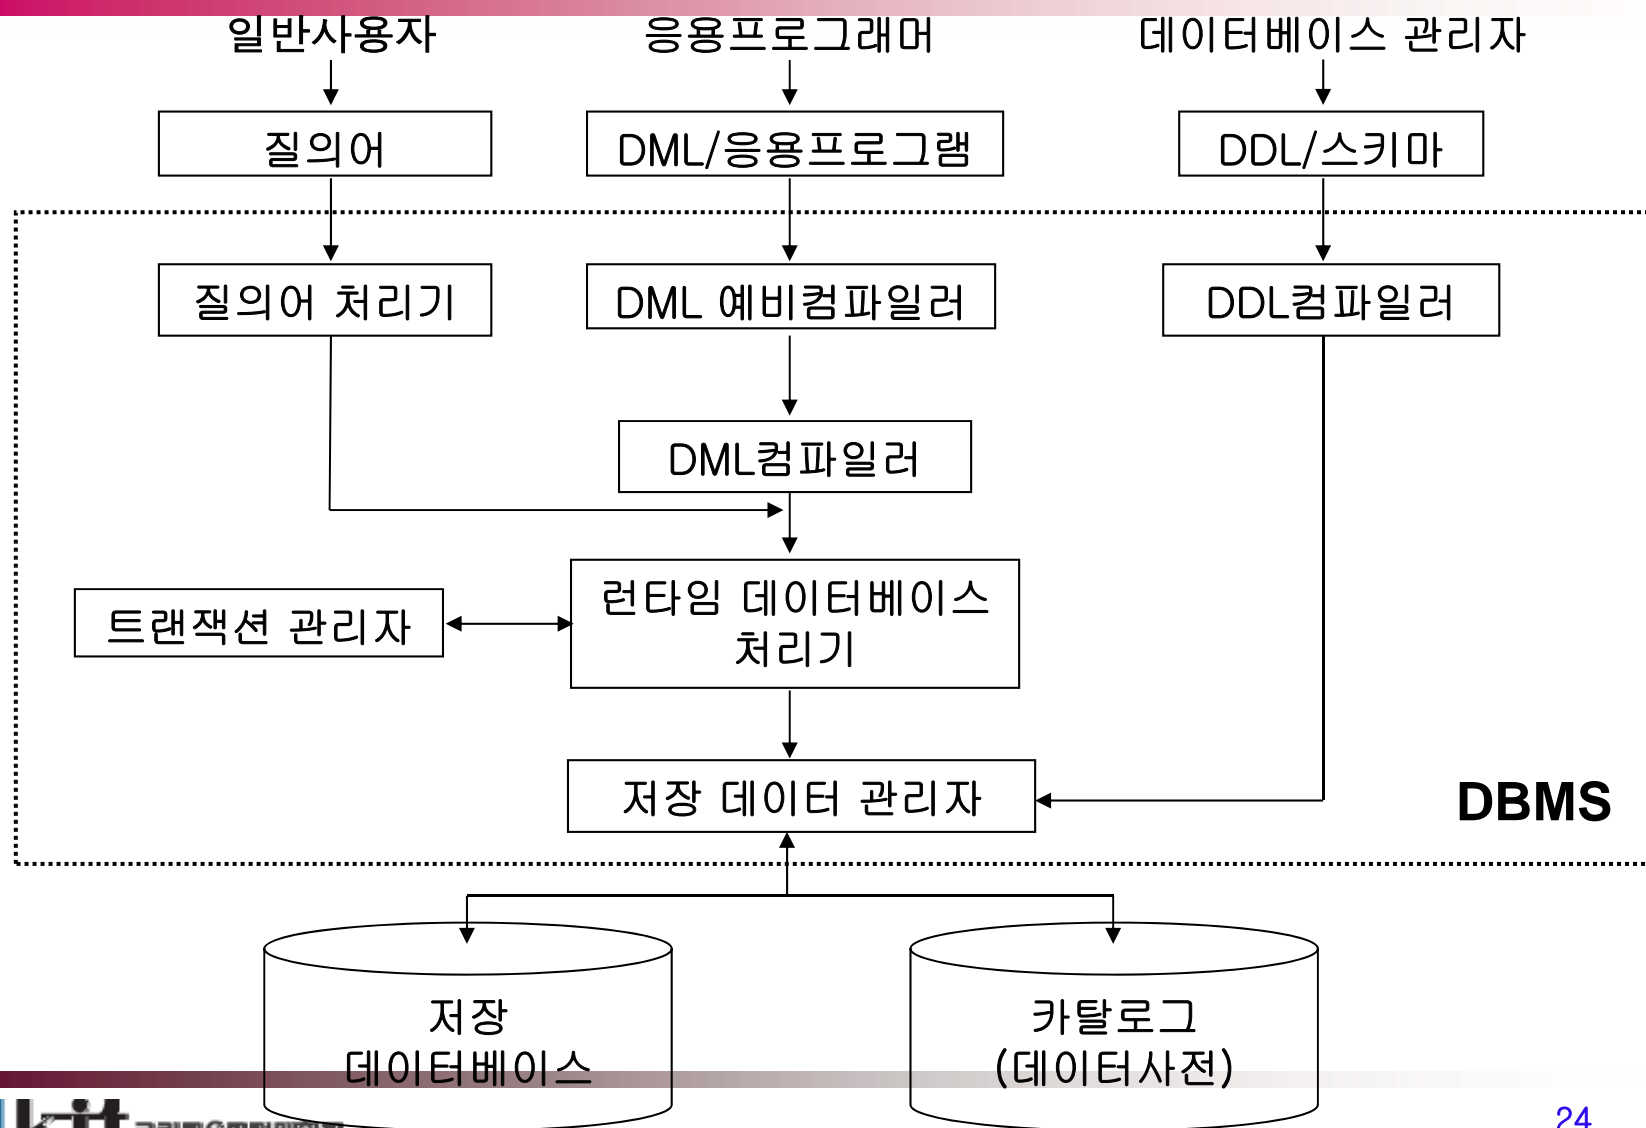 일반사용자
응용프로그래머
데이터베이스 관리자
질의어
DML/응용프로그램
DDL/스키마
질의어 처리기
DML 예비컴파일러
DDL컴파일러
DML컴파일러
런타임 데이터베이스
처리기
트랜잭션 관리자
저장 데이터 관리자
DBMS
저장
데이터베이스
카탈로그
(데이터사전)
24